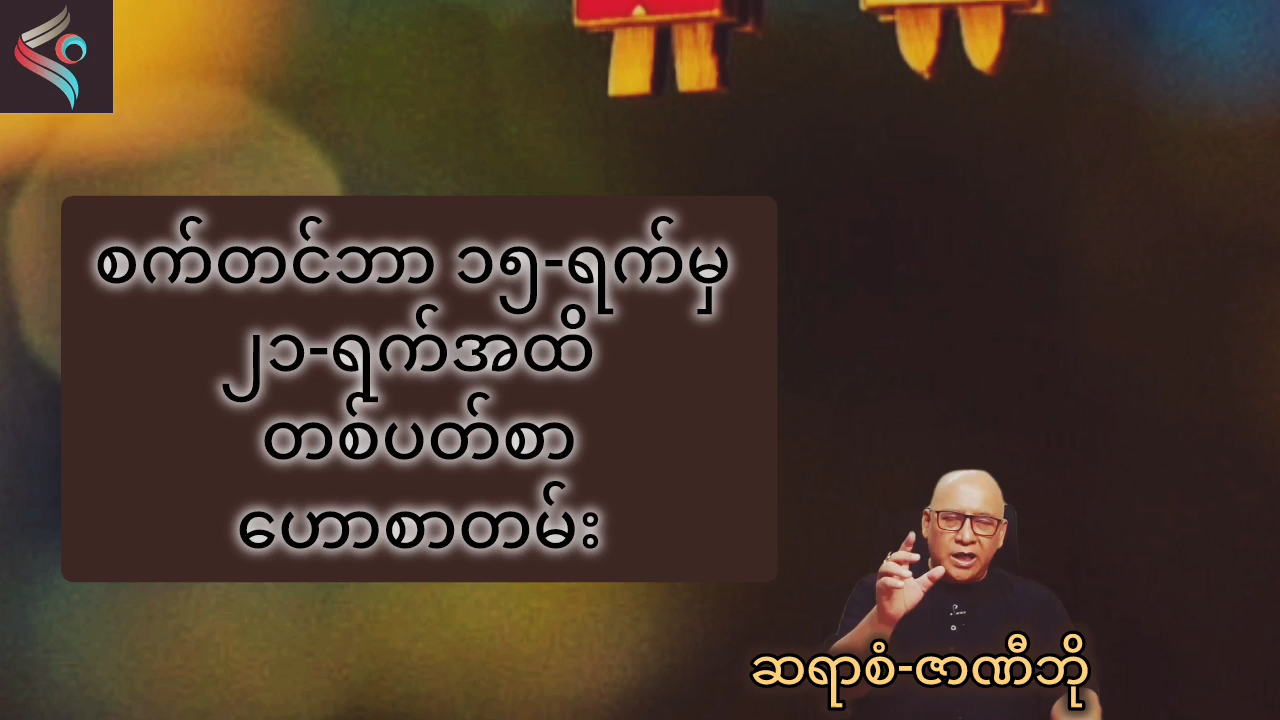 စက်တင်ဘာ ၁၅-ရက်မှ
၂၁-ရက်အထိ
တစ်ပတ်စာ
ဟောစာတမ်း
ဆရာစံ-ဇာဏီဘို